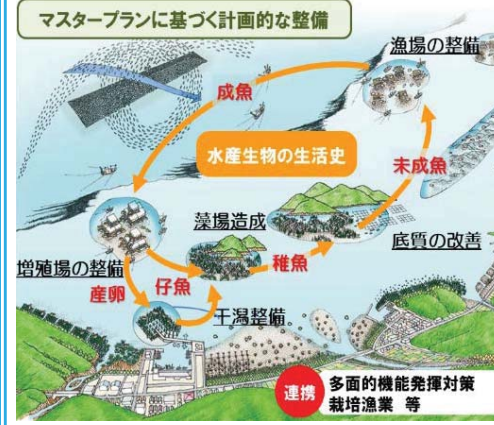 マスタープランに基づく計画的な整備
漁場の整備
成魚
水産生物の生活史
未成魚
藻場造成
底質の改善
稚魚
増殖場の整備
仔魚
産卵
干潟整備
連携
多面的機能発揮対策
栽培漁業 等